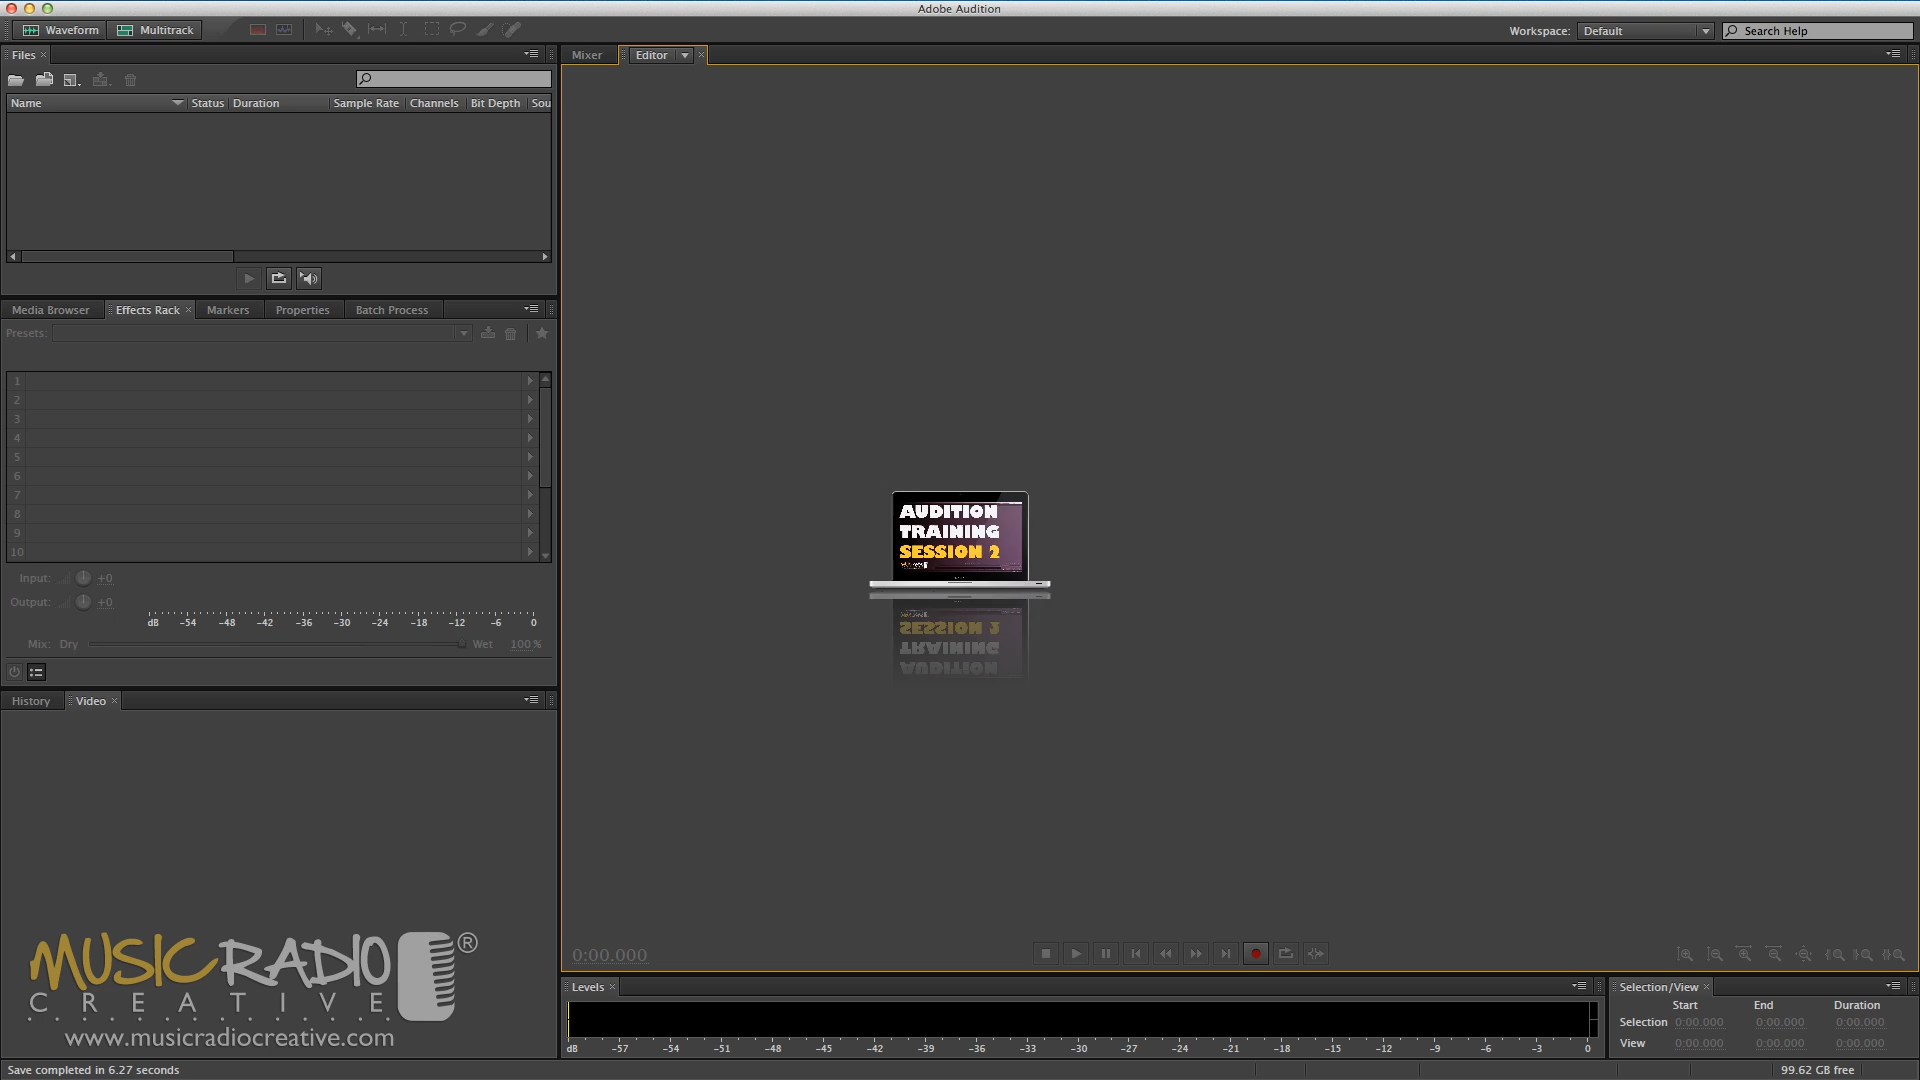 Adobe Audition
Waveform Multitrack
Workspace: Default Search Help
Files
Mixer Editor
Name Status Duration Sample Rate Channels Bit Depth Sou
Media Browser Effects Rack Markers Properties Batch Process
Presets:
1
2
3
4
5
6
7
8
9
10
Input: +0
Output: +0
dB -54 -48 -42 -36 -30 -24 -18 -12 -6 0
Mix: Dry Wet 100 %
History Video
AUDITION
TRAINING
SESSION 2
MUSIC RADIO ®
CREATIVE
www.musicradiocreative.com
0:00.000
Levels
dB -57 -54 -51 -48 -45 -42 -39 -36 -33 -30 -27 -24 -21 -18 -15 -12 -9 -6 -3 0
Selection/View
Start End Duration
Selection 0:00.000 0:00.000 0:00.000
View 0:00.000 0:00.000 0:00.000
Save completed in 6.27 seconds
99.62 GB free